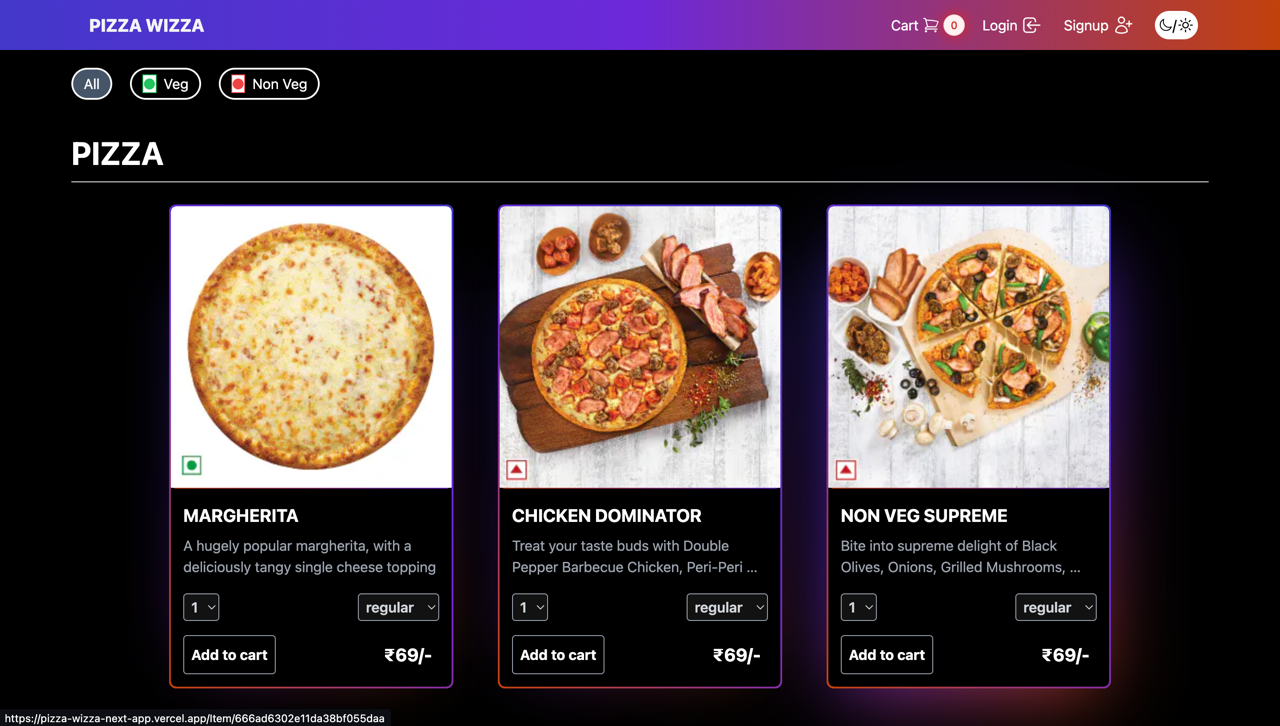 PIZZA WIZZA
Cart 0 Login Signup /
All Veg Non Veg
PIZZA
MARGHERITA
A hugely popular margherita, with a
deliciously tangy single cheese topping
1 regular
Add to cart ₹69/-
CHICKEN DOMINATOR
Treat your taste buds with Double
Pepper Barbecue Chicken, Peri-Peri ...
1 regular
Add to cart ₹69/-
NON VEG SUPREME
Bite into supreme delight of Black
Olives, Onions, Grilled Mushrooms, ...
1 regular
Add to cart ₹69/-
https://pizza-wizza-next-app.vercel.app/Item/666ad6302e11da38bf055daa